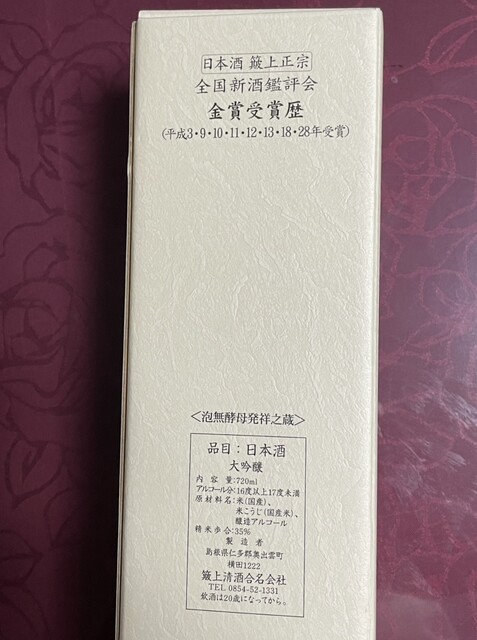 日本酒 簸上正宗
全国新酒鑑評会
金賞受賞歴
(平成3・9・10・11・12・13・18・28年受賞)
<泡無酵母発祥之蔵>
品目：日本酒
大吟醸
内容量:720ml
アルコール分:16度以上17度未満
原材料名:米(国産)、
米こうじ(国産米)、
醸造アルコール
精米歩合:35%
製造者
島根県仁多郡奥出雲町
横田1222
簸上清酒合名会社
TEL 0854-52-1331
飲酒は20歳になってから。